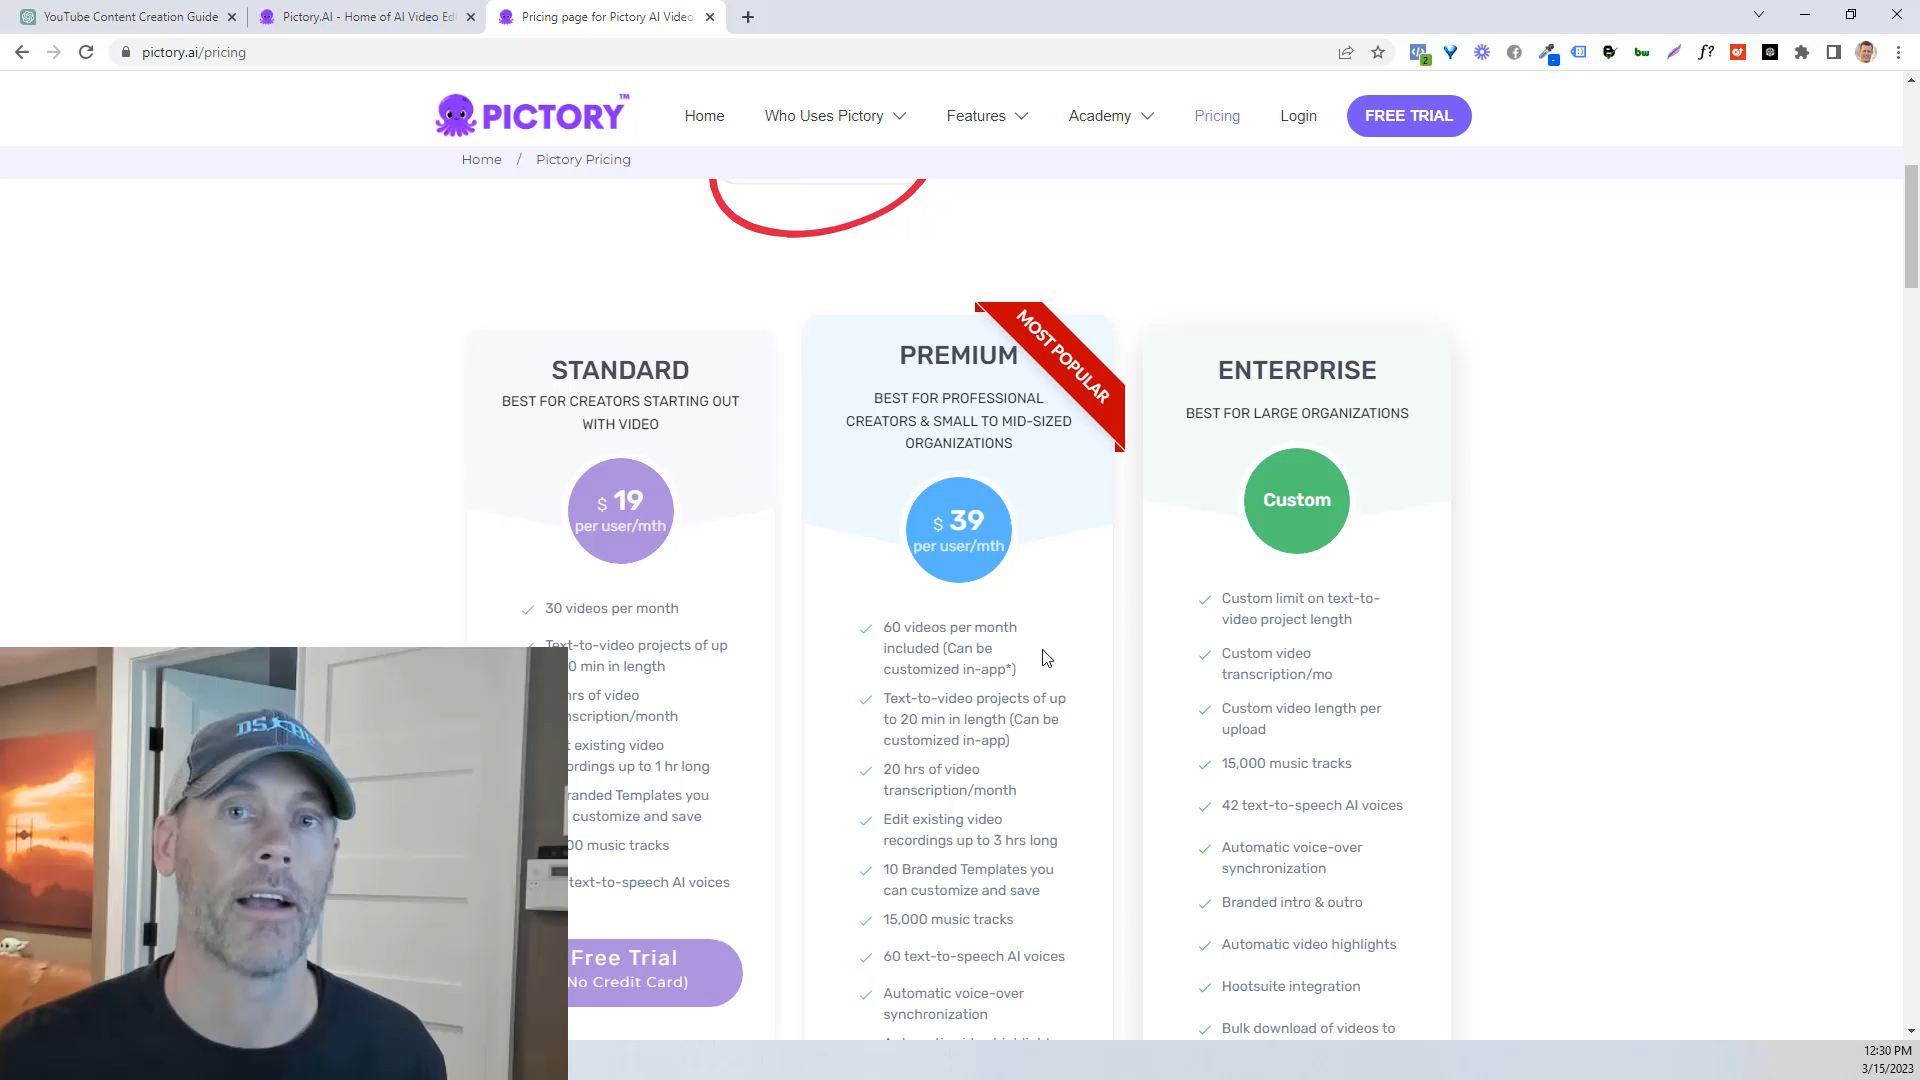 YouTube Content Creation Guide
Pictory.AI - Home of AI Video Edi
Pricing page for Pictory AI Video
pictory.ai/pricing
2
bw
f?
PICTORY™
Home
Who Uses Pictory
Features
Academy
Pricing
Login
FREE TRIAL
Home / Pictory Pricing
STANDARD
BEST FOR CREATORS STARTING OUT
WITH VIDEO
$ 19
per user/mth
30 videos per month
Text-to-video projects of up
0 min in length
hrs of video
nscription/month
existing video
ordings up to 1 hr long
randed Templates you
customize and save
00 music tracks
text-to-speech AI voices
Free Trial
No Credit Card)
MOST POPULAR
PREMIUM
BEST FOR PROFESSIONAL
CREATORS & SMALL TO MID-SIZED
ORGANIZATIONS
$ 39
per user/mth
60 videos per month
included (Can be
customized in-app*)
Text-to-video projects of up
to 20 min in length (Can be
customized in-app)
20 hrs of video
transcription/month
Edit existing video
recordings up to 3 hrs long
10 Branded Templates you
can customize and save
15,000 music tracks
60 text-to-speech AI voices
Automatic voice-over
synchronization
ENTERPRISE
BEST FOR LARGE ORGANIZATIONS
Custom
Custom limit on text-to-
video project length
Custom video
transcription/mo
Custom video length per
upload
15,000 music tracks
42 text-to-speech AI voices
Automatic voice-over
synchronization
Branded intro & outro
Automatic video highlights
Hootsuite integration
Bulk download of videos to
12:30 PM
3/15/2023